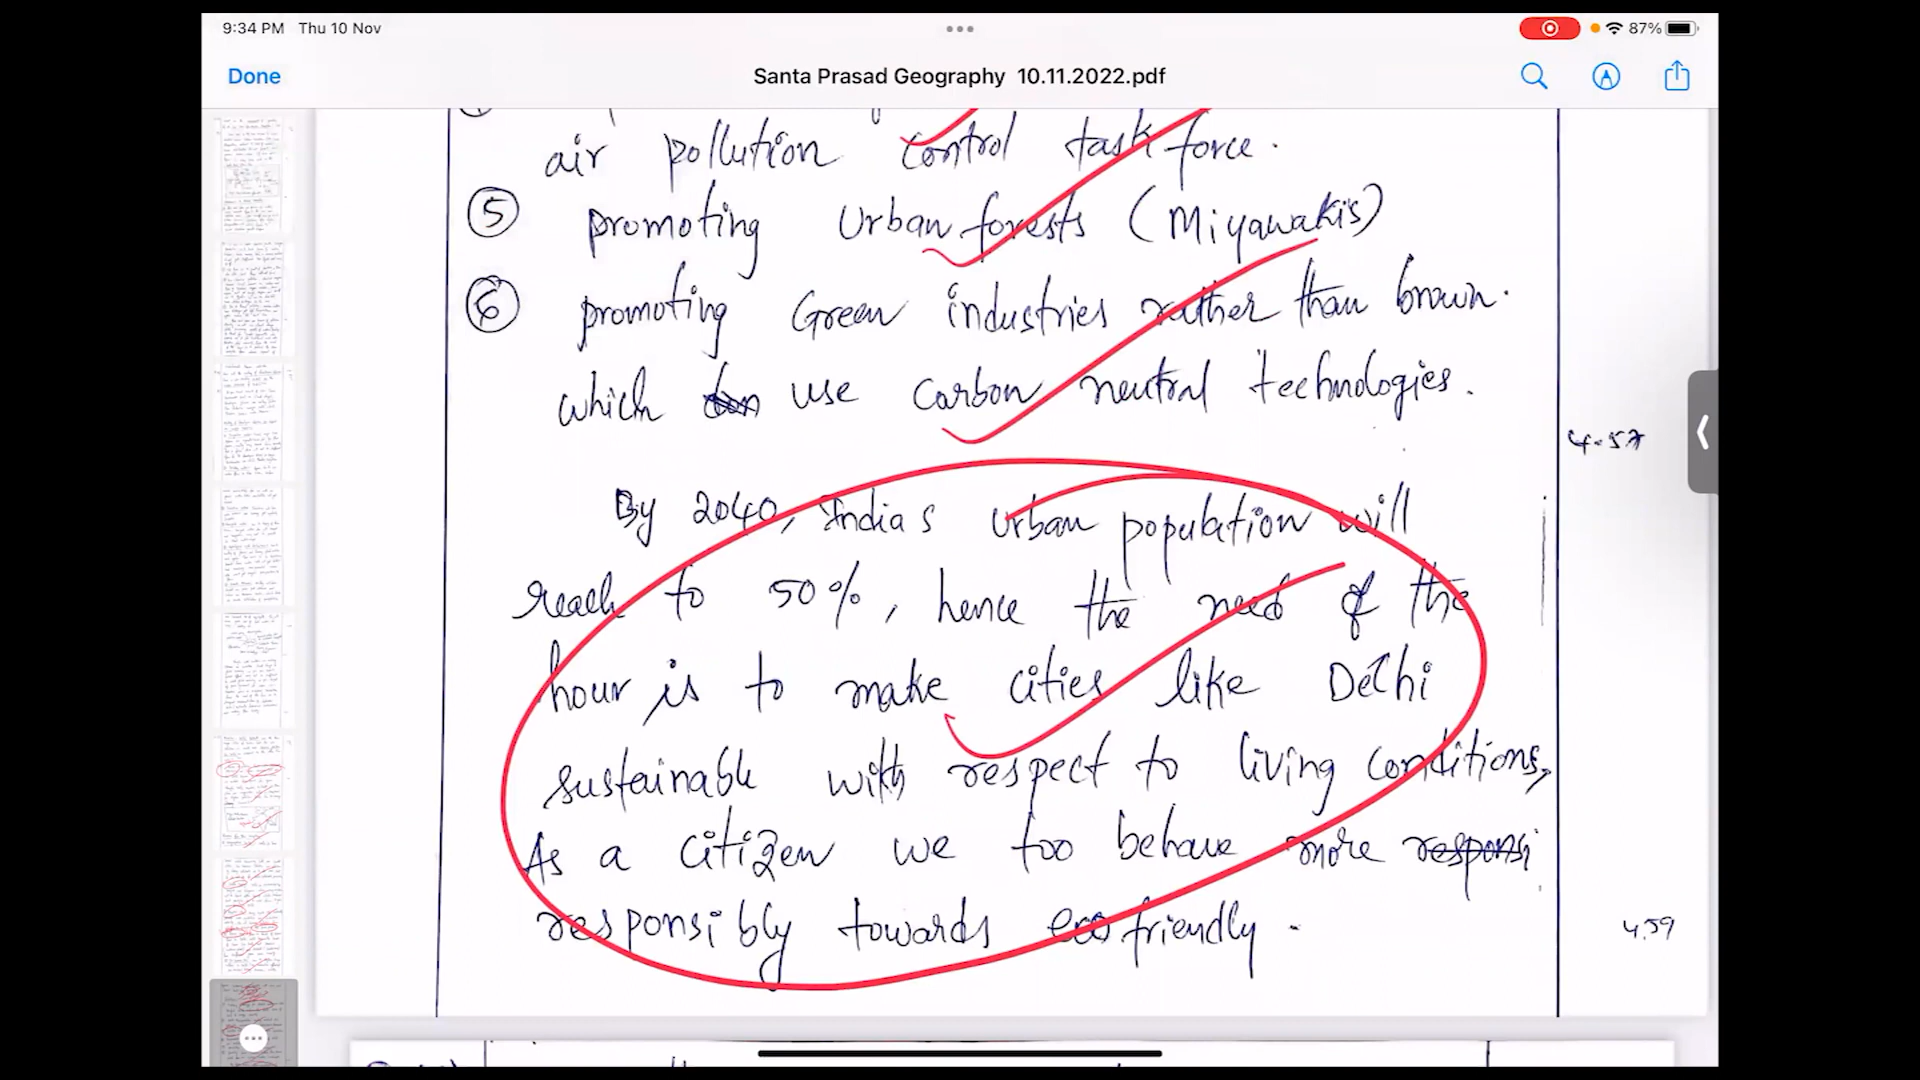 9:34 PM Thu 10 Nov
87%
Done
Santa Prasad Geography 10.11.2022.pdf
air pollution control task force.
5 promoting Urban forests (Miyawakis)
6 promoting Green industries rather than brown.
which use carbon neutral technologies.
4.57
By 2040, Indias urban population will
reach to 50%, hence the need of the
hour is to make cities like Delhi
sustainable with respect to living conditions,
As a citizen we too behave more responsi
responsibly towards eco friendly.
4.59